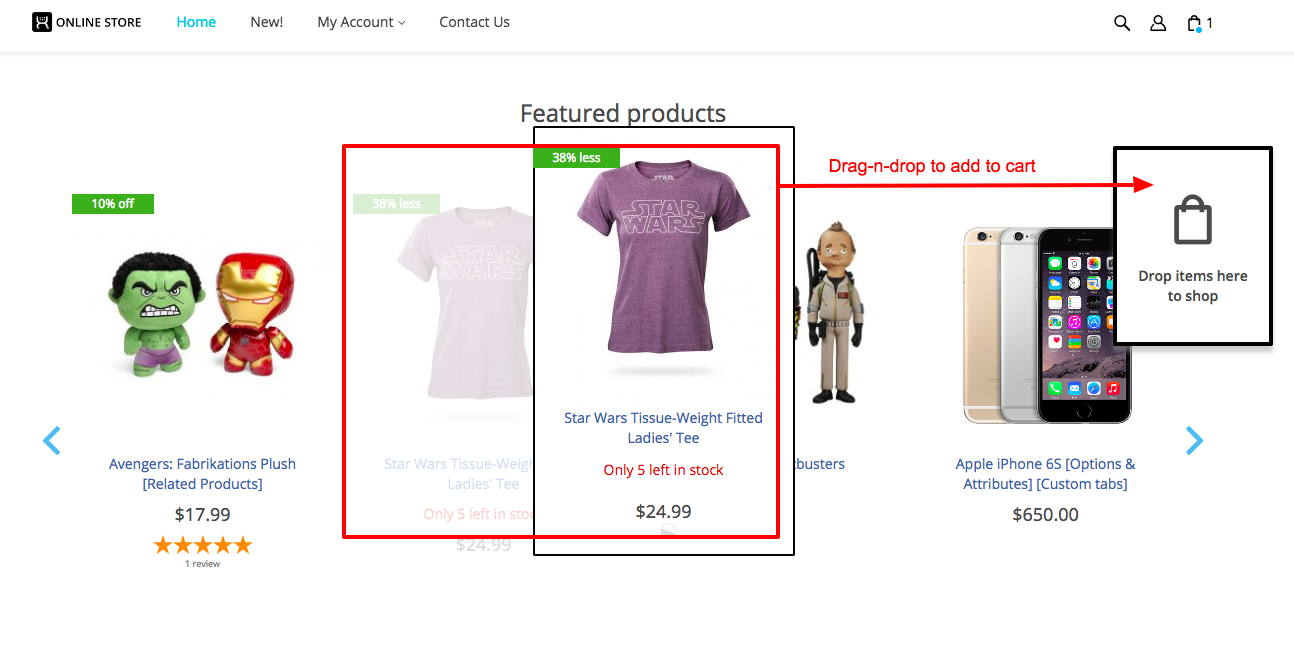 ONLINE STORE Home New! My Account Contact Us 1
Featured products
Drag-n-drop to add to cart
10% off
Avengers: Fabrikations Plush
[Related Products]
$17.99
1 review
38% less
Star Wars Tissue-Weigh
Ladies' Tee
Only 5 left in stoc
$24.99
38% less
STAR
WARS
Star Wars Tissue-Weight Fitted
Ladies' Tee
Only 5 left in stock
$24.99
tbusters
Apple iPhone 6S [Options &
Attributes] [Custom tabs]
$650.00
Drop items here
to shop